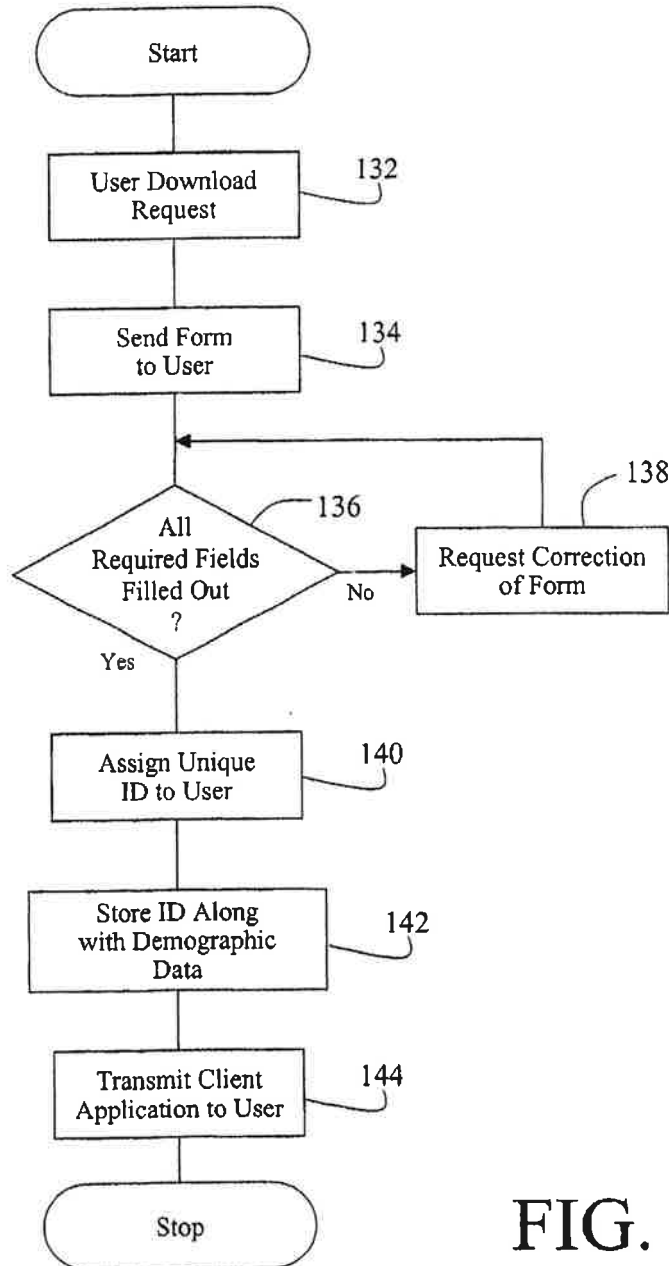 Start
User Download
Request
132
Send Form
to User
134
All
Required Fields
Filled Out
?
136
No
Request Correction
of Form
138
Yes
Assign Unique
ID to User
140
Store ID Along
with Demographic
Data
142
Transmit Client
Application to User
144
Stop
FIG.